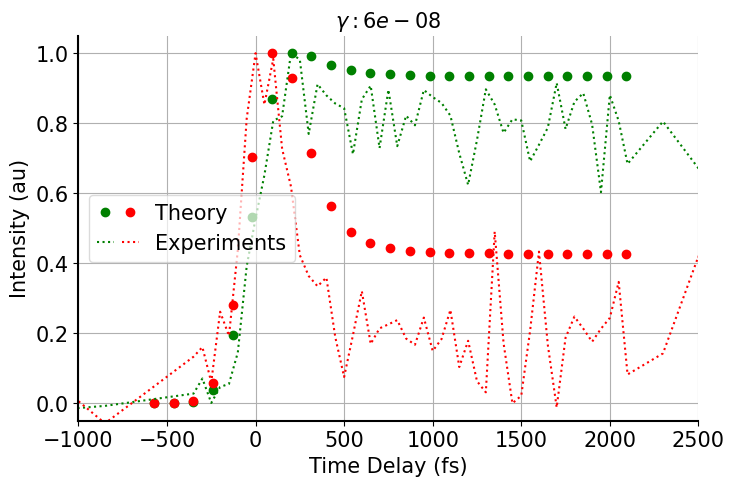 γ : 6e − 08
Intensity (au)
1.0
0.8
0.6
0.4
0.2
0.0
Theory
Experiments
−1000 −500 0 500 1000 1500 2000 2500
Time Delay (fs)